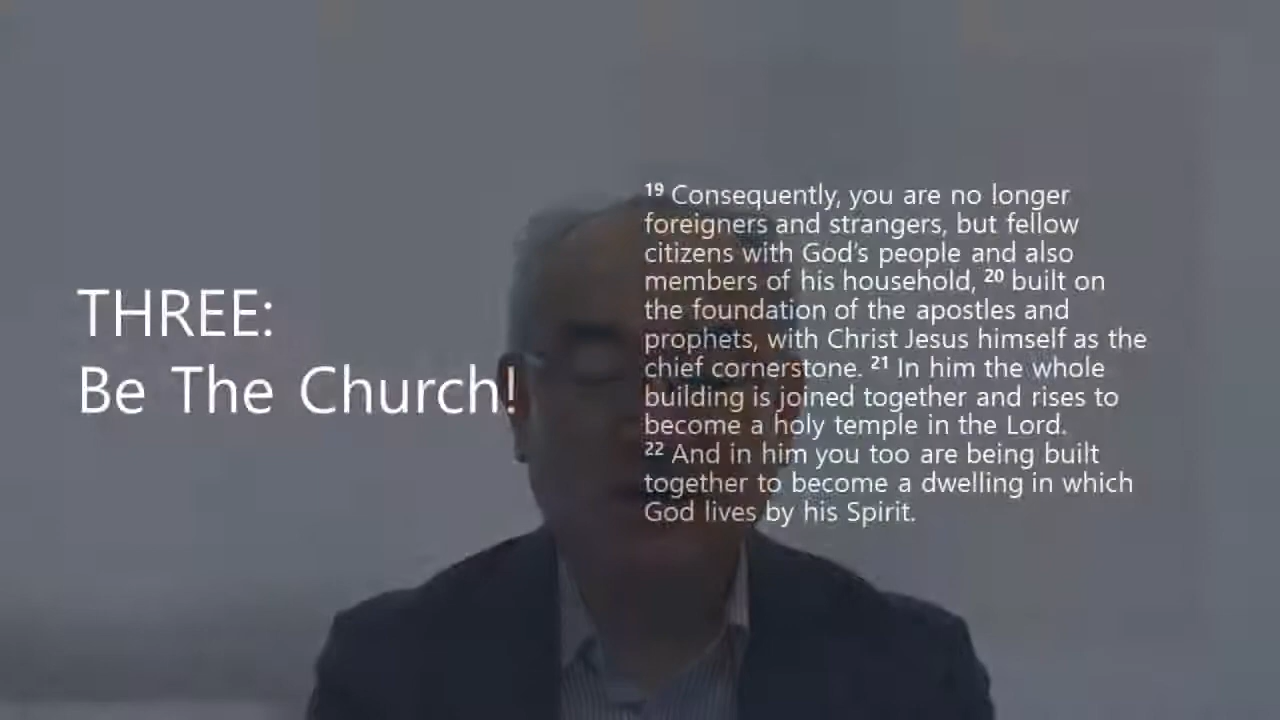 THREE:
Be The Church!
19 Consequently, you are no longer
foreigners and strangers, but fellow
citizens with God's people and also
members of his household, 20 built on
the foundation of the apostles and
prophets, with Christ Jesus himself as the
chief cornerstone. 21 In him the whole
building is joined together and rises to
become a holy temple in the Lord.
22 And in him you too are being built
together to become a dwelling in which
God lives by his Spirit.